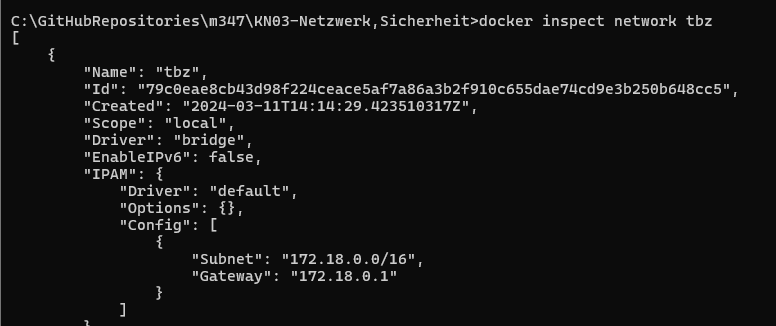 C:\GitHubRepositories\m347\KN03-Netzwerk,Sicherheit>docker inspect network tbz
[
    {
        "Name": "tbz",
        "Id": "79c0eae8cb43d98f224ceace5af7a86a3b2f910c655dae74cd9e3b250b648cc5",
        "Created": "2024-03-11T14:14:29.423510317Z",
        "Scope": "local",
        "Driver": "bridge",
        "EnableIPv6": false,
        "IPAM": {
            "Driver": "default",
            "Options": {},
            "Config": [
                {
                    "Subnet": "172.18.0.0/16",
                    "Gateway": "172.18.0.1"
                }
            ]
        }